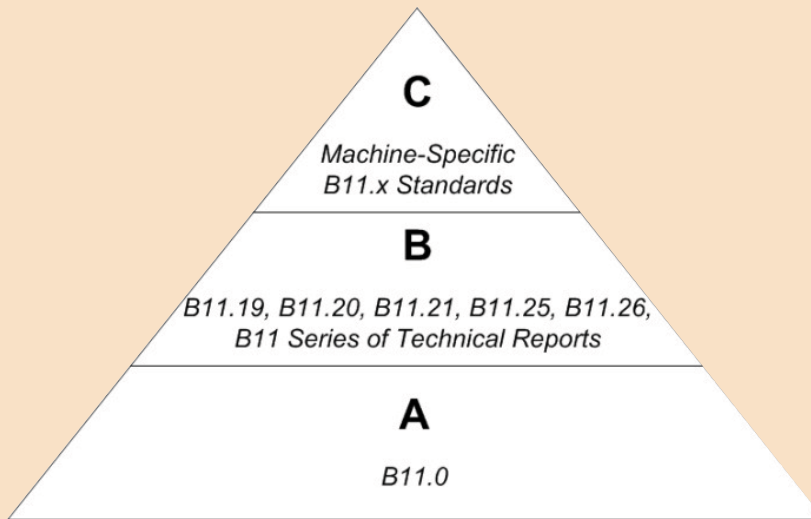 C
Machine-Specific
B11.x Standards
B
B11.19, B11.20, B11.21, B11.25, B11.26,
B11 Series of Technical Reports
A
B11.0